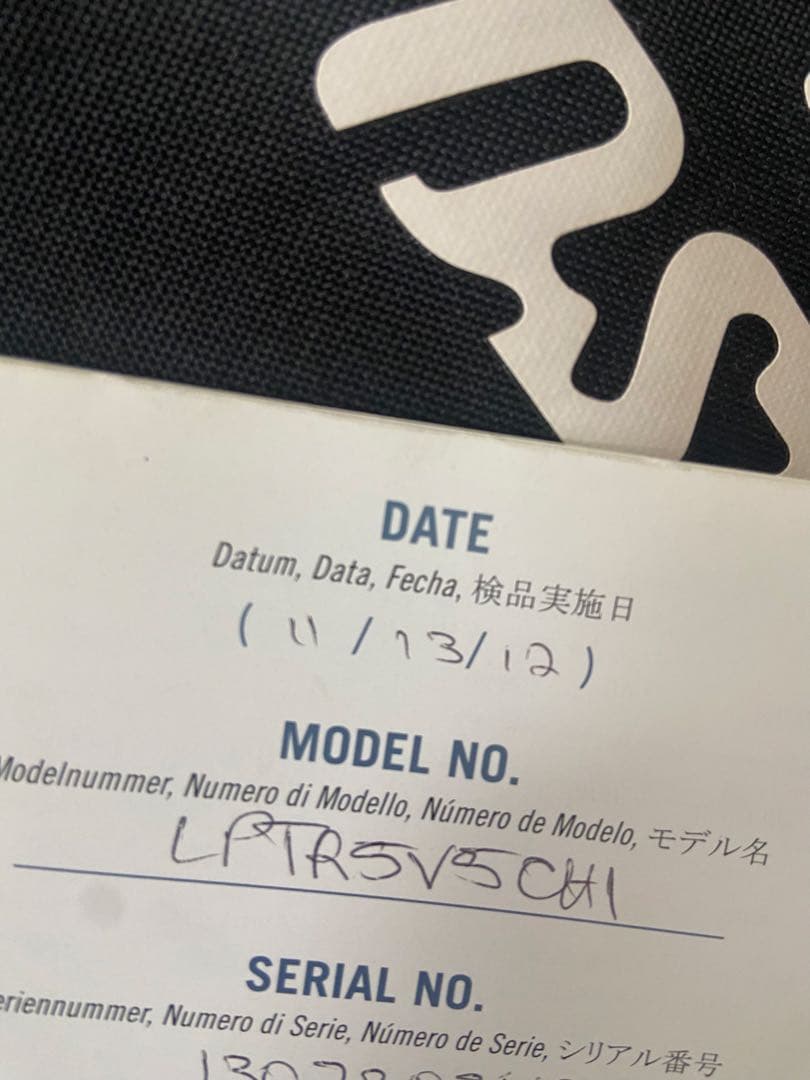 DATE
Datum, Data, Fecha, 検品実施日
( 11 / 13 / 12 )
MODEL NO.
Modelnummer, Numero di Modello, Número de Modelo, モデル名
LPTR5V5CH1
SERIAL NO.
eriennummer, Numero di Serie, Número de Serie, シリアル番号